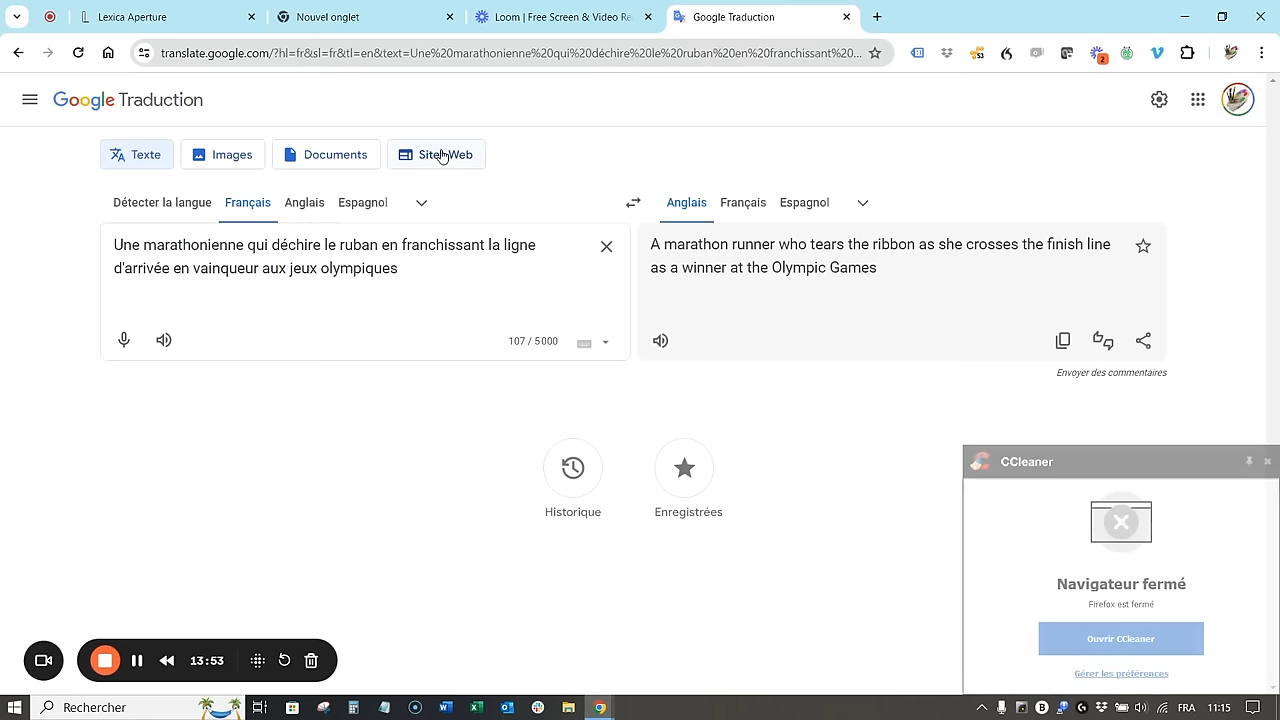 Lexica Aperture
Nouvel onglet
Loom | Free Screen & Video Re
Google Traduction
translate.google.com/?hl=fr&sl=fr&tl=en&text=Une%20marathonienne%20qui%20déchire%20le%20ruban%20en%20franchissant%20...
2
Google Traduction
Texte
Images
Documents
Sites Web
Détecter la langue
Français
Anglais
Espagnol
Anglais
Français
Espagnol
Une marathonienne qui déchire le ruban en franchissant la ligne
d'arrivée en vainqueur aux jeux olympiques
A marathon runner who tears the ribbon as she crosses the finish line
as a winner at the Olympic Games
107 / 5 000
Envoyer des commentaires
Historique
Enregistrées
CCleaner
Navigateur fermé
Firefox est fermé
Ouvrir CCleaner
Gérer les préférences
13:53
Rechercher
FRA
11:15